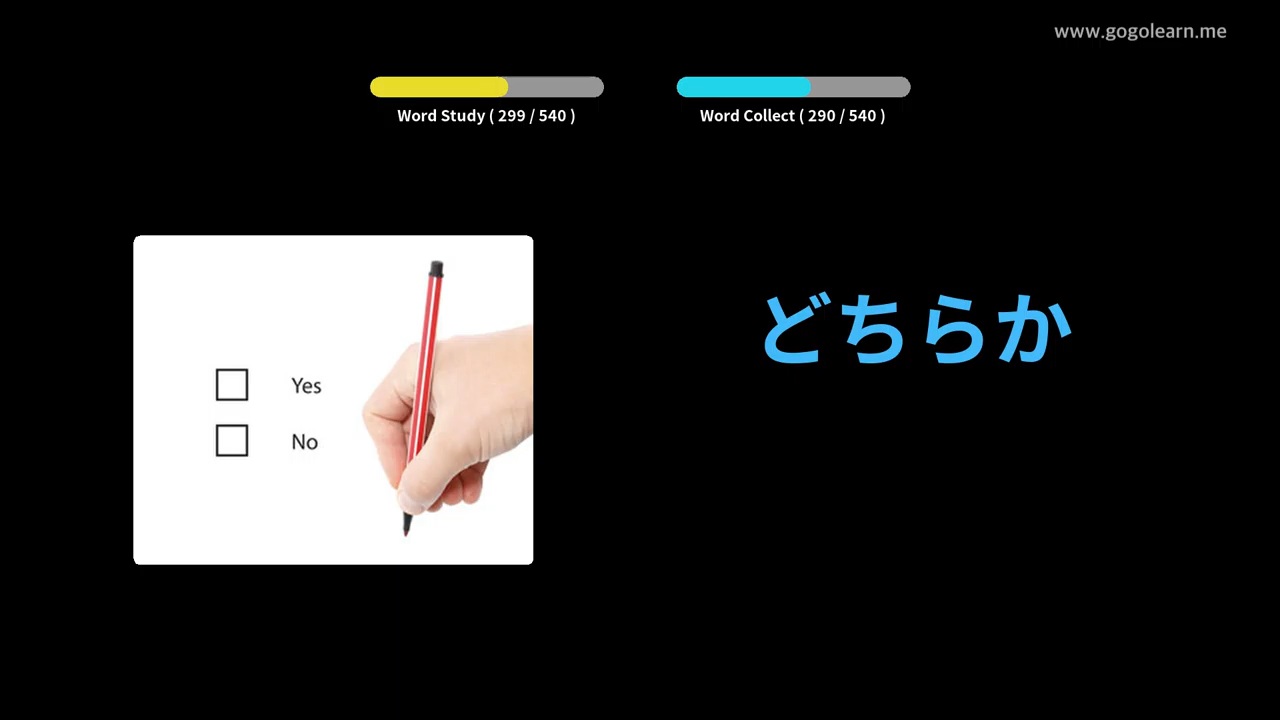 www.gogolearn.me
Word Study ( 299 / 540 )
Word Collect ( 290 / 540 )
Yes
No
どちらか